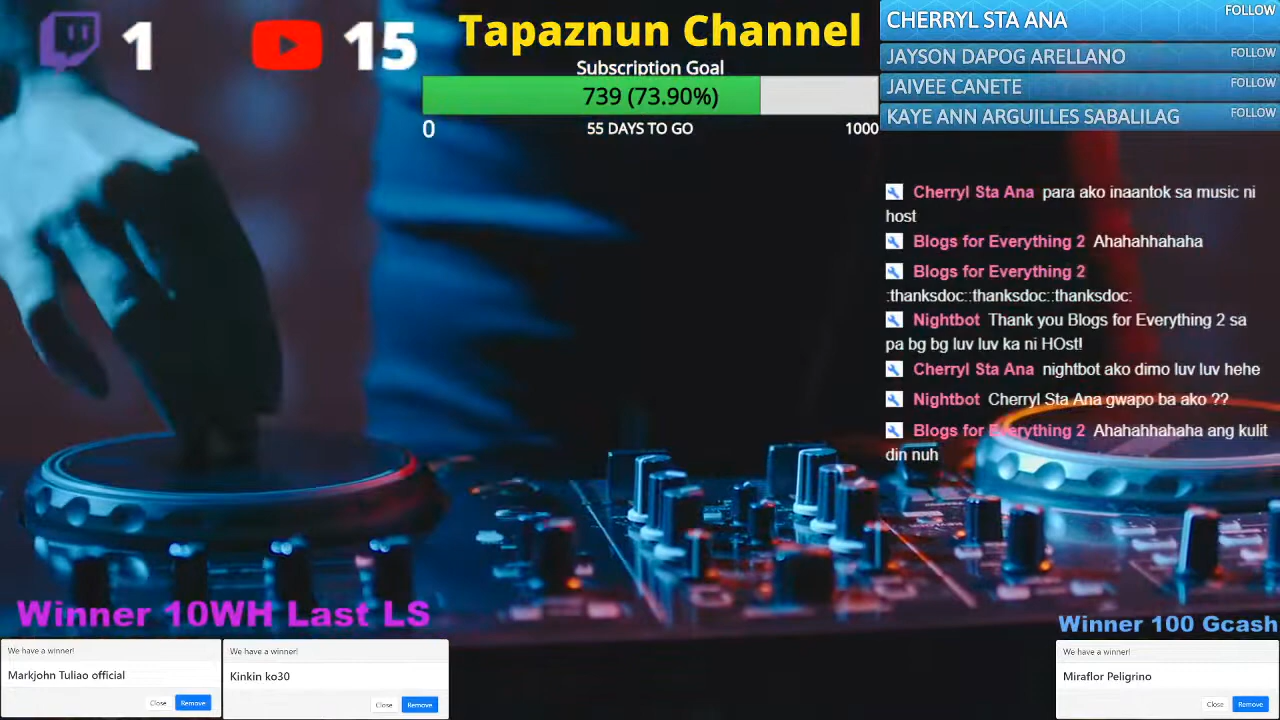 1
15
Tapaznun Channel
Subscription Goal
739 (73.90%)
0
55 DAYS TO GO
1000
CHERRYL STA ANA
FOLLOW
JAYSON DAPOG ARELLANO
FOLLOW
JAIVEE CANETE
FOLLOW
KAYE ANN ARGUILLES SABALILAG
FOLLOW
Cherryl Sta Ana para ako inaantok sa music ni
host
Blogs for Everything 2 Ahahahhahaha
Blogs for Everything 2
:thanksdoc::thanksdoc::thanksdoc:
Nightbot Thank you Blogs for Everything 2 sa
pa bg bg luv luv ka ni HOst!
Cherryl Sta Ana nightbot ako dimo luv luv hehe
Nightbot Cherryl Sta Ana gwapo ba ako ??
Blogs for Everything 2 Ahahahhahaha ang kulit
din nuh
Winner 10WH Last LS
We have a winner!
Markjohn Tuliao official
Close
Remove
We have a winner!
Kinkin ko30
Close
Remove
Winner 100 Gcash
We have a winner!
Miraflor Peligrino
Close
Remove